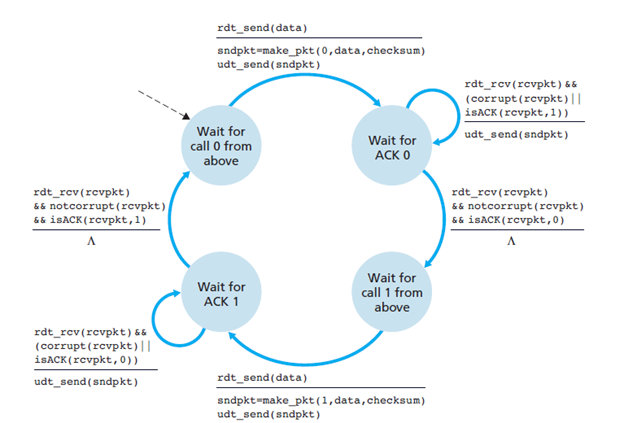 rdt_send(data)
sndpkt=make_pkt(0,data,checksum)
udt_send(sndpkt)
rdt_rcv(rcvpkt)&&
(corrupt(rcvpkt)||
isACK(rcvpkt,1))
udt_send(sndpkt)
Wait for
call 0 from
above
Wait for
ACK 0
rdt_rcv(rcvpkt)
&& notcorrupt(rcvpkt)
&& isACK(rcvpkt,1)
Λ
rdt_rcv(rcvpkt)
&& notcorrupt(rcvpkt)
&& isACK(rcvpkt,0)
Λ
Wait for
ACK 1
Wait for
call 1 from
above
rdt_rcv(rcvpkt)&&
(corrupt(rcvpkt)||
isACK(rcvpkt,0))
udt_send(sndpkt)
rdt_send(data)
sndpkt=make_pkt(1,data,checksum)
udt_send(sndpkt)